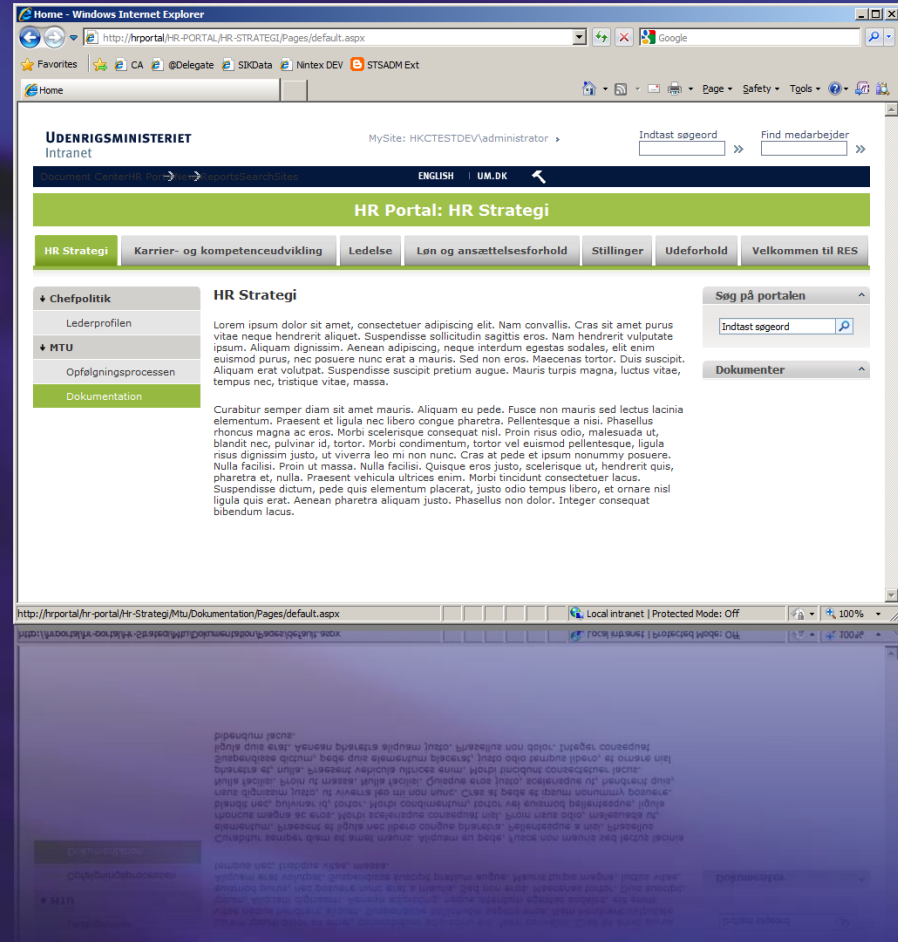 Home - Windows Internet Explorer
http://hrportal/HR-PORTAL/HR-STRATEGI/Pages/default.aspx
Google
Favorites CA @Delegate SIKData Nintex DEV STSADM Ext
Home
Page Safety Tools
UDENRIGSMINISTERIET
Intranet
MySite: HKCTESTDEV\administrator
Indtast søgeord
Find medarbejder
Document CenterHR PortalNewsReportsSearchSites
ENGLISH | UM.DK
HR Portal: HR Strategi
HR Strategi Karrier- og kompetenceudvikling Ledelse Løn og ansættelsesforhold Stillinger Udeforhold Velkommen til RES
Chefpolitik
Lederprofilen
MTU
Opfølgningsprocessen
Dokumentation
HR Strategi
Lorem ipsum dolor sit amet, consectetuer adipiscing elit. Nam convallis. Cras sit amet purus
vitae neque hendrerit aliquet. Suspendisse sollicitudin sagittis eros. Nam hendrerit vulputate
ipsum. Aliquam dignissim. Aenean adipiscing, neque interdum egestas sodales, elit enim
euismod purus, nec posuere nunc erat a mauris. Sed non eros. Maecenas tortor. Duis suscipit.
Aliquam erat volutpat. Suspendisse suscipit pretium augue. Mauris turpis magna, luctus vitae,
tempus nec, tristique vitae, massa.
Curabitur semper diam sit amet mauris. Aliquam eu pede. Fusce non mauris sed lectus lacinia
elementum. Praesent et ligula nec libero congue pharetra. Pellentesque a nisi. Phasellus
rhoncus magna ac eros. Morbi scelerisque consequat nisl. Proin risus odio, malesuada ut,
blandit nec, pulvinar id, tortor. Morbi condimentum, tortor vel euismod pellentesque, ligula
risus dignissim justo, ut viverra leo mi non nunc. Cras at pede et ipsum nonummy posuere.
Nulla facilisi. Proin ut massa. Nulla facilisi. Quisque eros justo, scelerisque ut, hendrerit quis,
pharetra et, nulla. Praesent vehicula ultrices enim. Morbi tincidunt consectetuer lacus.
Suspendisse dictum, pede quis elementum placerat, justo odio tempus libero, et ornare nisl
ligula quis erat. Aenean pharetra aliquam justo. Phasellus non dolor. Integer consequat
bibendum lacus.
Søg på portalen
Indtast søgeord
Dokumenter
http://hrportal/hr-portal/Hr-Strategi/Mtu/Dokumentation/Pages/default.aspx
Local intranet | Protected Mode: Off
100%